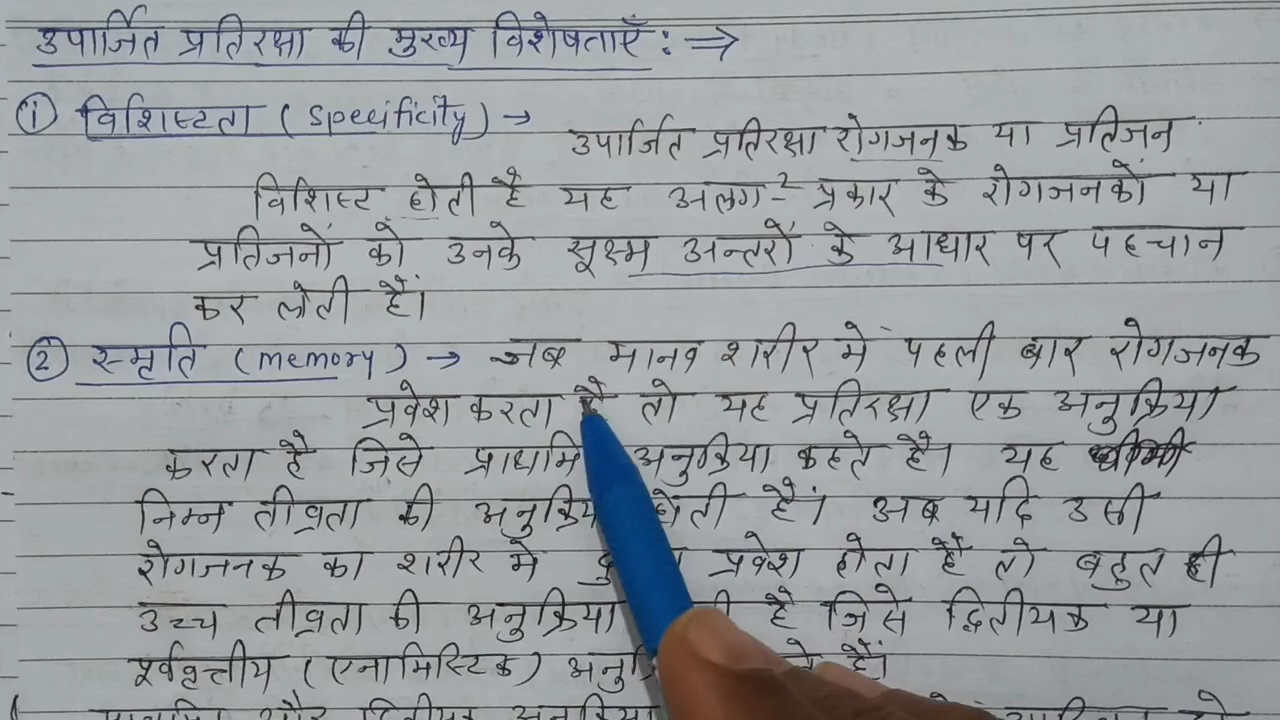 उपार्जित प्रतिरक्षा की मुख्य विशेषताएँ : ⇒
① विशिष्टता ( specificity) →
उपार्जित प्रतिरक्षा रोगजनक या प्रतिजन
विशिष्ट होती है यह अलग-2 प्रकार के रोगजनकों या
प्रतिजनों को उनके सूक्ष्म अन्तरों के आधार पर पहचान
कर लेती हैं।
② स्मृति (memory) → जब मानव शरीर में पहली बार रोगजनक
प्रवेश करता है तो यह प्रतिरक्षा एक अनुक्रिया
करता है जिसे अनुक्रिया कहते है। यह
निम्न तीव्रता की होती हैं। अब यदि उसी
रोगजनक का शरीर मे प्रवेश होता हैं तो बहुत ही
उच्च तीव्रता की अनुक्रिया है जिसे द्वितीयक या
पूर्ववृत्तीय (एनामिस्टिक) हैं।
और